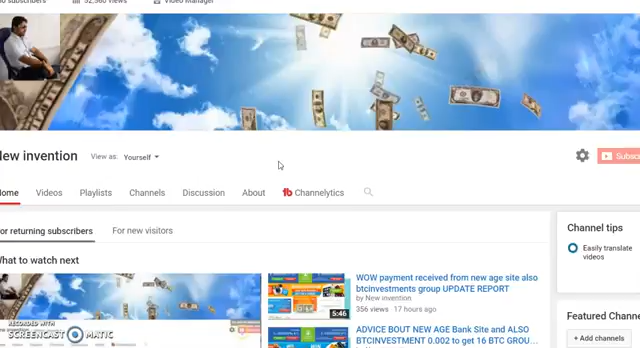 52,980 views Video Manager
New invention View as: Yourself
Home Videos Playlists Channels Discussion About Channelytics
For returning subscribers For new visitors
What to watch next
WOW payment received from new age site also
btcinvestments group UPDATE REPORT
by New invention
356 views 17 hours ago
5:46
ADVICE BOUT NEW AGE Bank Site and ALSO
BTCINVESTMENT 0.002 to get 16 BTC GROU...
Subsc
Channel tips
Easily translate
videos
Featured Channe
+ Add channels
RECORDED WITH
SCREENCAST MATIC